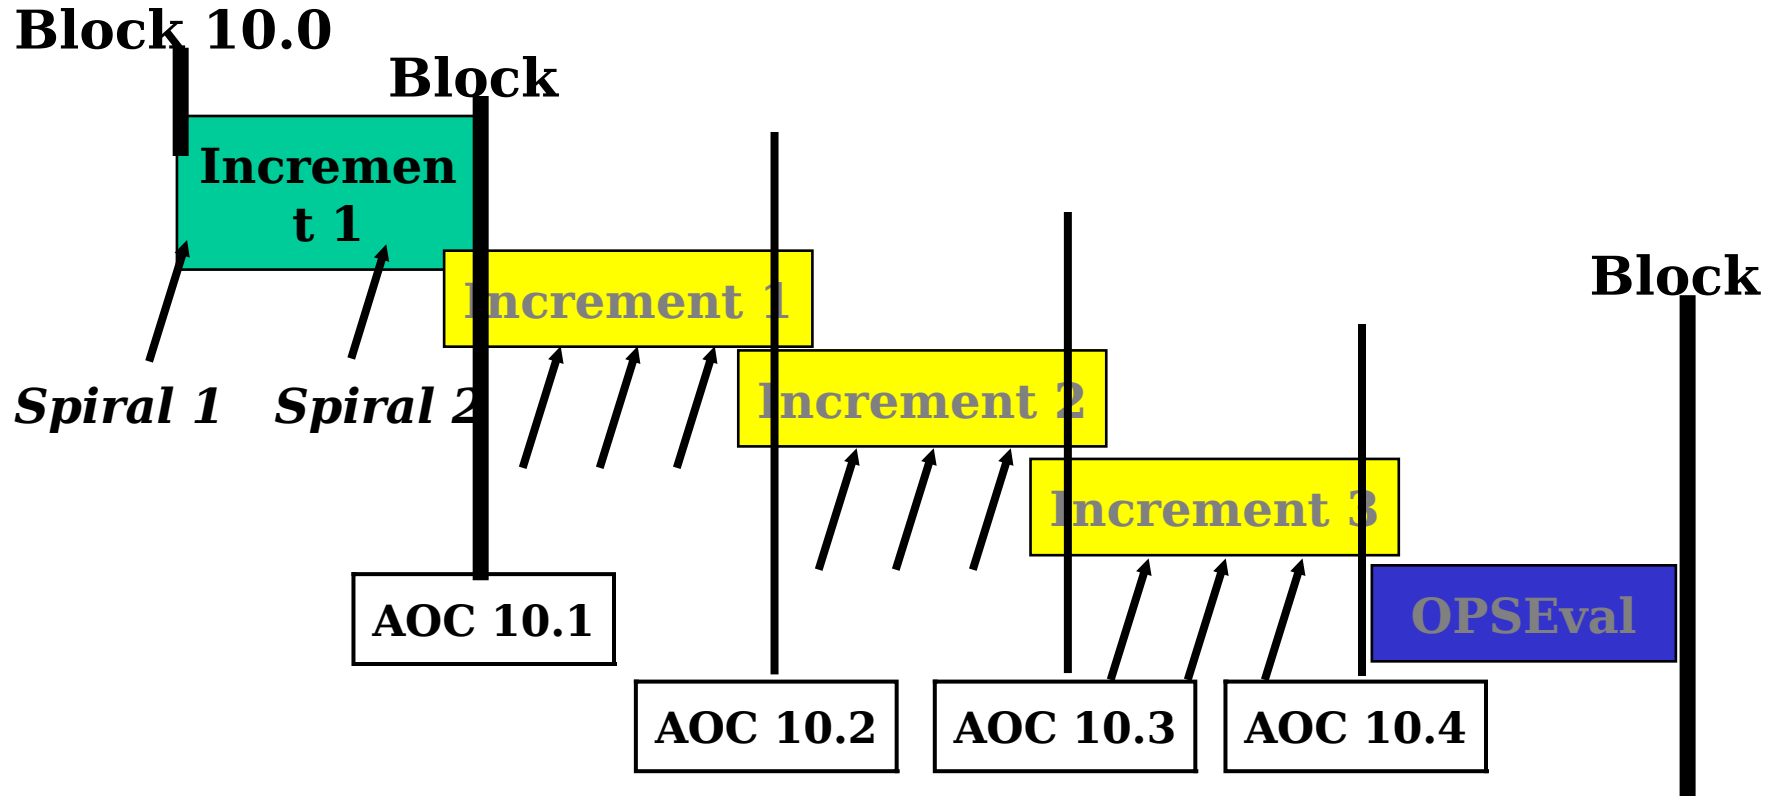 Block 10.0
Block
Incremen
t 1
Increment 1
Block
Increment 2
Spiral 1
Spiral 2
Increment 3
OPSEval
AOC 10.1
AOC 10.2
AOC 10.3
AOC 10.4